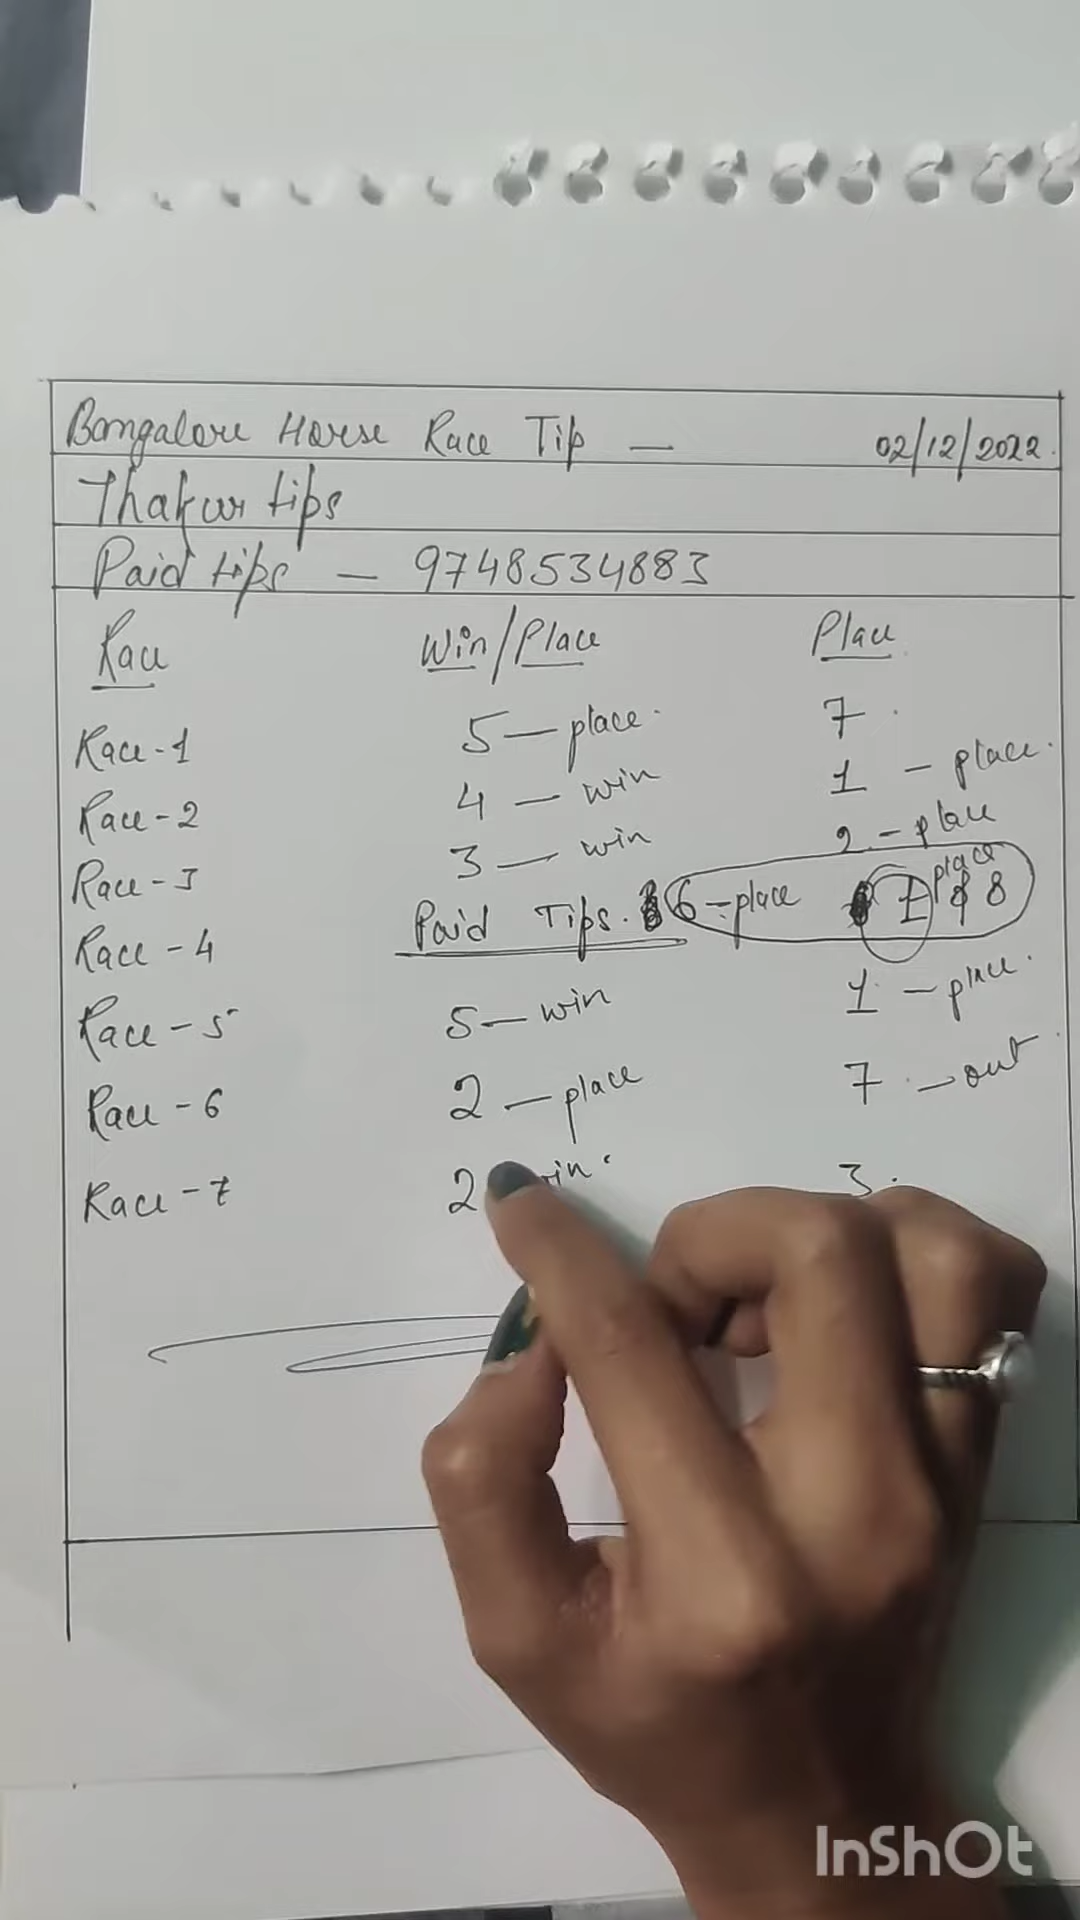 Bangalore Horse Race Tip — 02/12/2022.
Thakur tips
Paid tips — 9748534883
Race Win/Place Place
Race-1 5 — place. 7.
Race-2 4 — win 1 — place.
Race-3 3 — win 2 — place
Race-4 Paid Tips. 6 - place 1 place 8
Race-5 5 — win 1 — place.
Race-6 2 — place 7 — out
Race-7 2 3.
InShOt